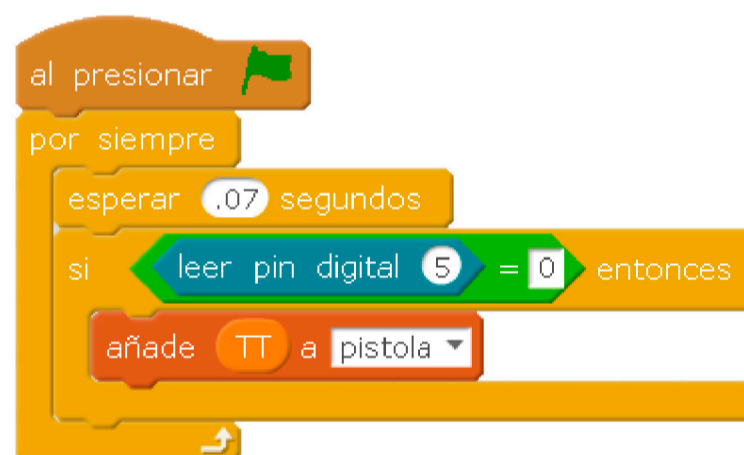 al presionar
por siempre
esperar .07 segundos
si leer pin digital 5 = 0 entonces
añade TT a pistola